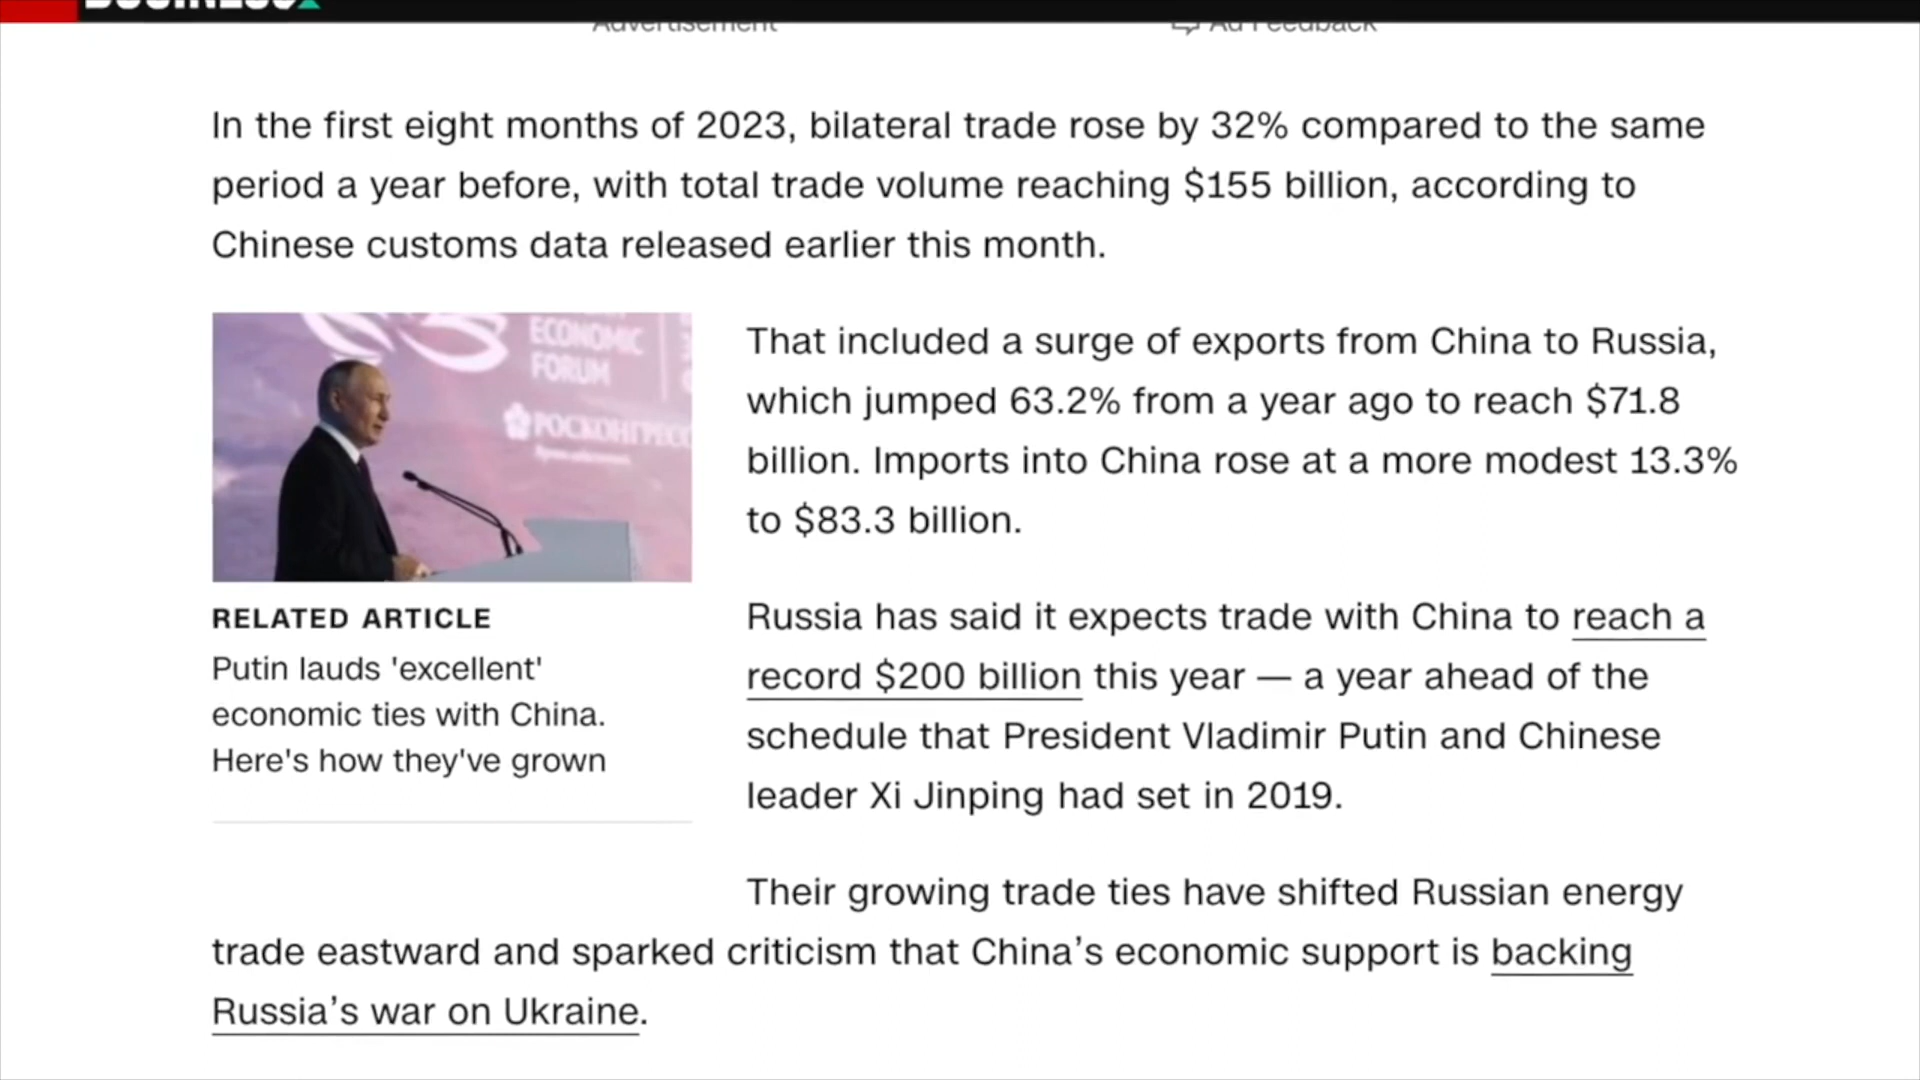 BUSINESS
Advertisement
Ad Feedback
In the first eight months of 2023, bilateral trade rose by 32% compared to the same
period a year before, with total trade volume reaching $155 billion, according to
Chinese customs data released earlier this month.
ECONOMIC
FORUM
РОСКОНГРЕСС
RELATED ARTICLE
Putin lauds 'excellent'
economic ties with China.
Here's how they've grown
That included a surge of exports from China to Russia,
which jumped 63.2% from a year ago to reach $71.8
billion. Imports into China rose at a more modest 13.3%
to $83.3 billion.
Russia has said it expects trade with China to reach a
record $200 billion this year — a year ahead of the
schedule that President Vladimir Putin and Chinese
leader Xi Jinping had set in 2019.
Their growing trade ties have shifted Russian energy
trade eastward and sparked criticism that China’s economic support is backing
Russia’s war on Ukraine.